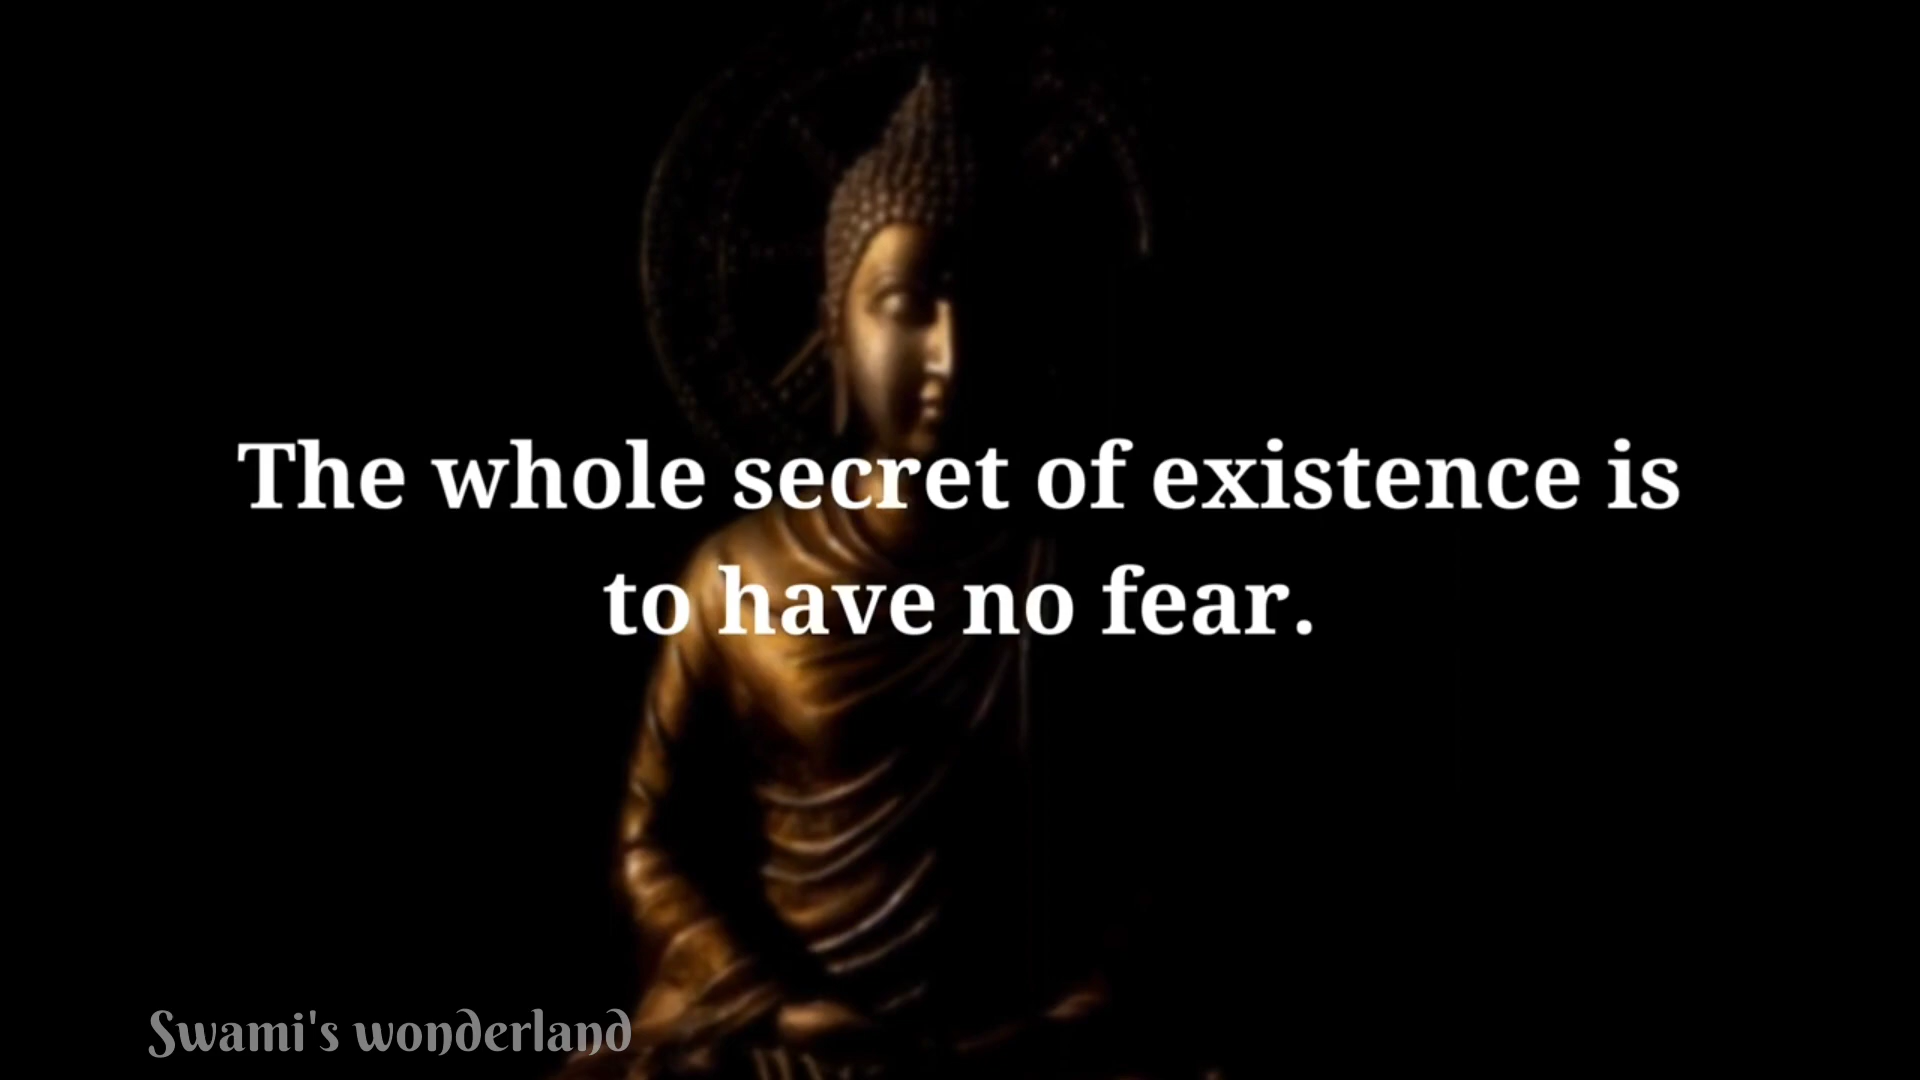 The whole secret of existence is
to have no fear.
Swami's wonderland